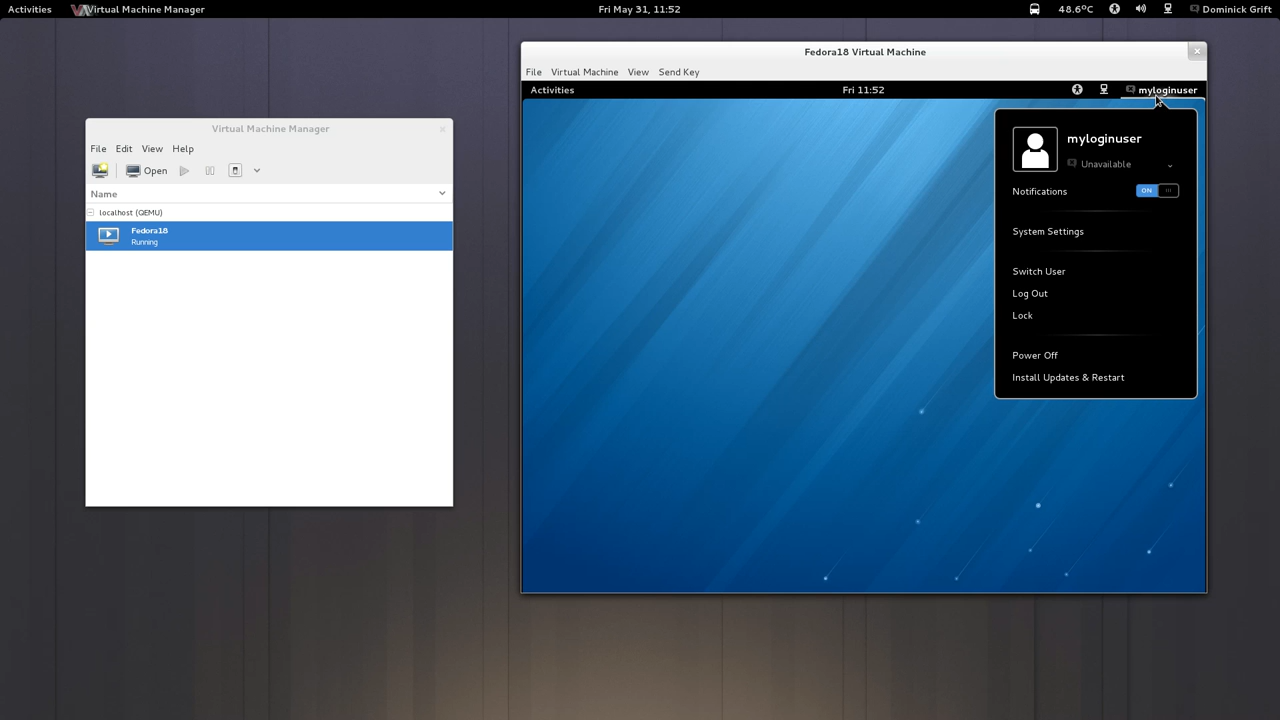 Activities Virtual Machine Manager Fri May 31, 11:52 48.6°C Dominick Grift
Virtual Machine Manager
File Edit View Help
Open
Name
localhost (QEMU)
Fedora18
Running
Fedora18 Virtual Machine
File Virtual Machine View Send Key
Activities Fri 11:52 myloginuser
myloginuser
Unavailable
Notifications ON
System Settings
Switch User
Log Out
Lock
Power Off
Install Updates & Restart